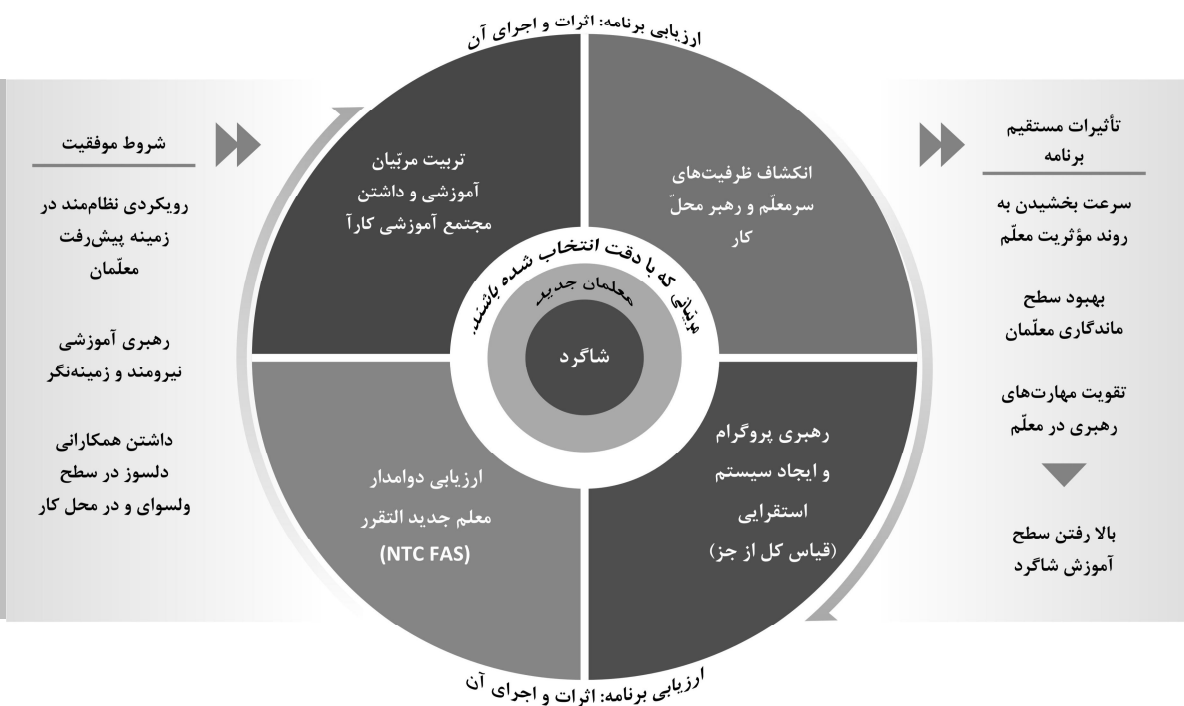 ارزیابی برنامه: اثرات و اجرای آن
تأثیرات مستقیم
برنامه
سرعت بخشیدن به
روند مؤثریت معلّم
بهبود سطح
ماندگاری معلّمان
تقویت مهارت‌های
رهبری در معلّم
بالا رفتن سطح
آموزش شاگرد
انکشاف ظرفیت‌های
سرمعلّم و رهبر محلّ
کار
تربیت مربّیان
آموزشی و داشتن
مجتمع آموزشی کارآ
مربّیانی که با دقت انتخاب شده باشند.
معلمان جدید
شاگرد
رهبری پروگرام
و ایجاد سیستم
استقرایی
(قیاس کل از جز)
ارزیابی دوامدار
معلم جدید التقرر
(NTC FAS)
شروط موفقیت
رویکردی نظام‌مند در
زمینه پیش‌رفت
معلّمان
رهبری آموزشی
نیرومند و زمینه‌نگر
داشتن همکارانی
دلسوز در سطح
ولسوای و در محل کار
ارزیابی برنامه: اثرات و اجرای آن